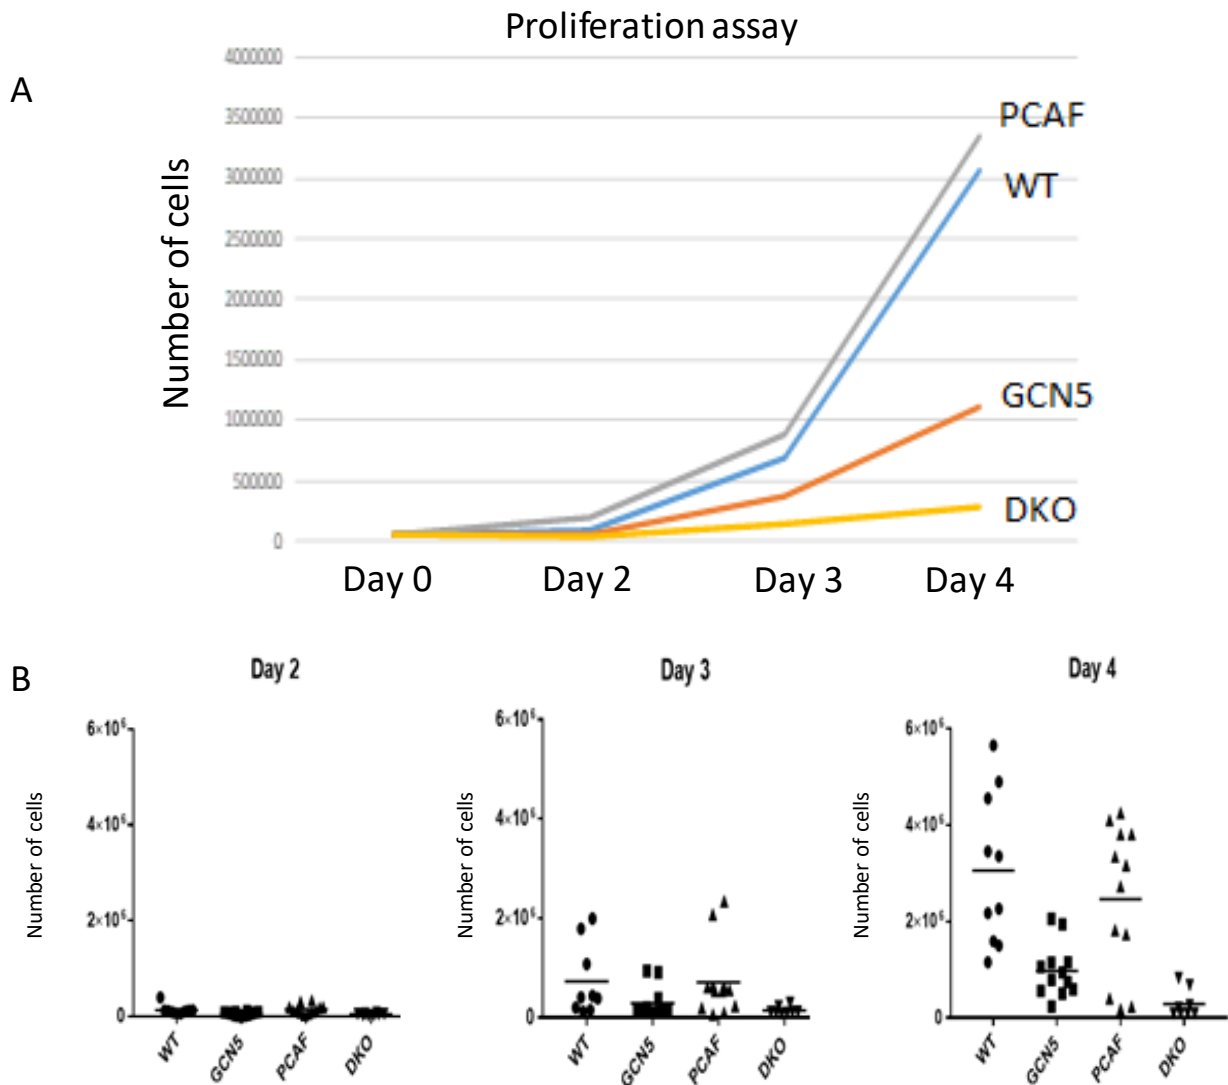 Proliferation assay
A
Number of cells
4000000
3500000
3000000
2500000
2000000
1500000
1000000
500000
0
PCAF
WT
GCN5
DKO
Day 0 Day 2 Day 3 Day 4
B
Day 2
Number of cells
6×10⁶
4×10⁶
2×10⁶
0
WT GCN5 PCAF DKO
Day 3
Number of cells
6×10⁶
4×10⁶
2×10⁶
0
WT GCN5 PCAF DKO
Day 4
Number of cells
6×10⁶
4×10⁶
2×10⁶
0
WT GCN5 PCAF DKO